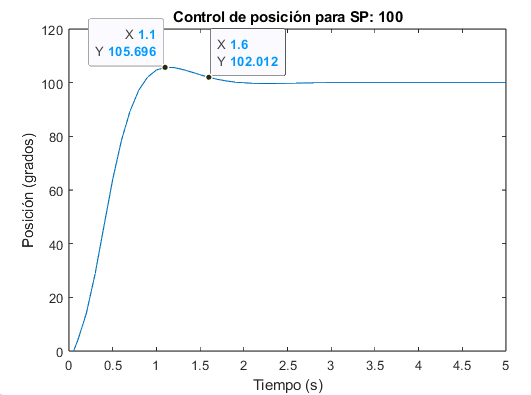 Control de posición para SP: 100
X 1.1
Y 105.696
X 1.6
Y 102.012
120
100
80
60
40
20
0
Posición (grados)
0 0.5 1 1.5 2 2.5 3 3.5 4 4.5 5
Tiempo (s)